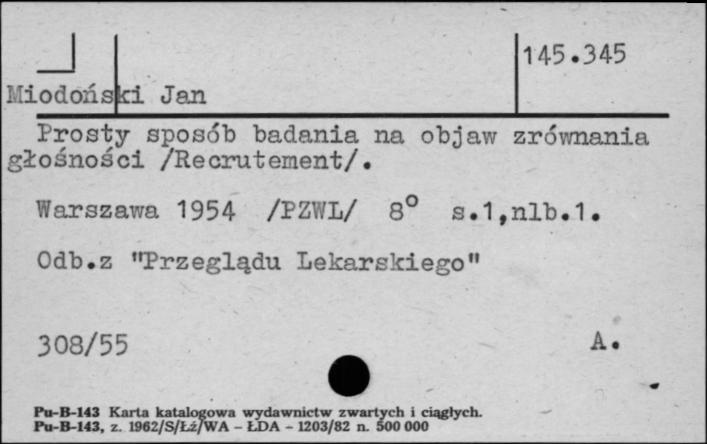 145.345
Miodoński Jan
Prosty sposób badania na objaw zrównania
głośności /Recrutement/.
Warszawa 1954 /PZWL/ 8° s.1,nlb.1.
Odb.z "Przeglądu Lekarskiego"
308/55 A.
Pu-B-143 Karta katalogowa wydawnictw zwartych i ciągłych.
Pu-B-143, z. 1962/S/Łż/WA – ŁDA – 1203/82 n. 500 000